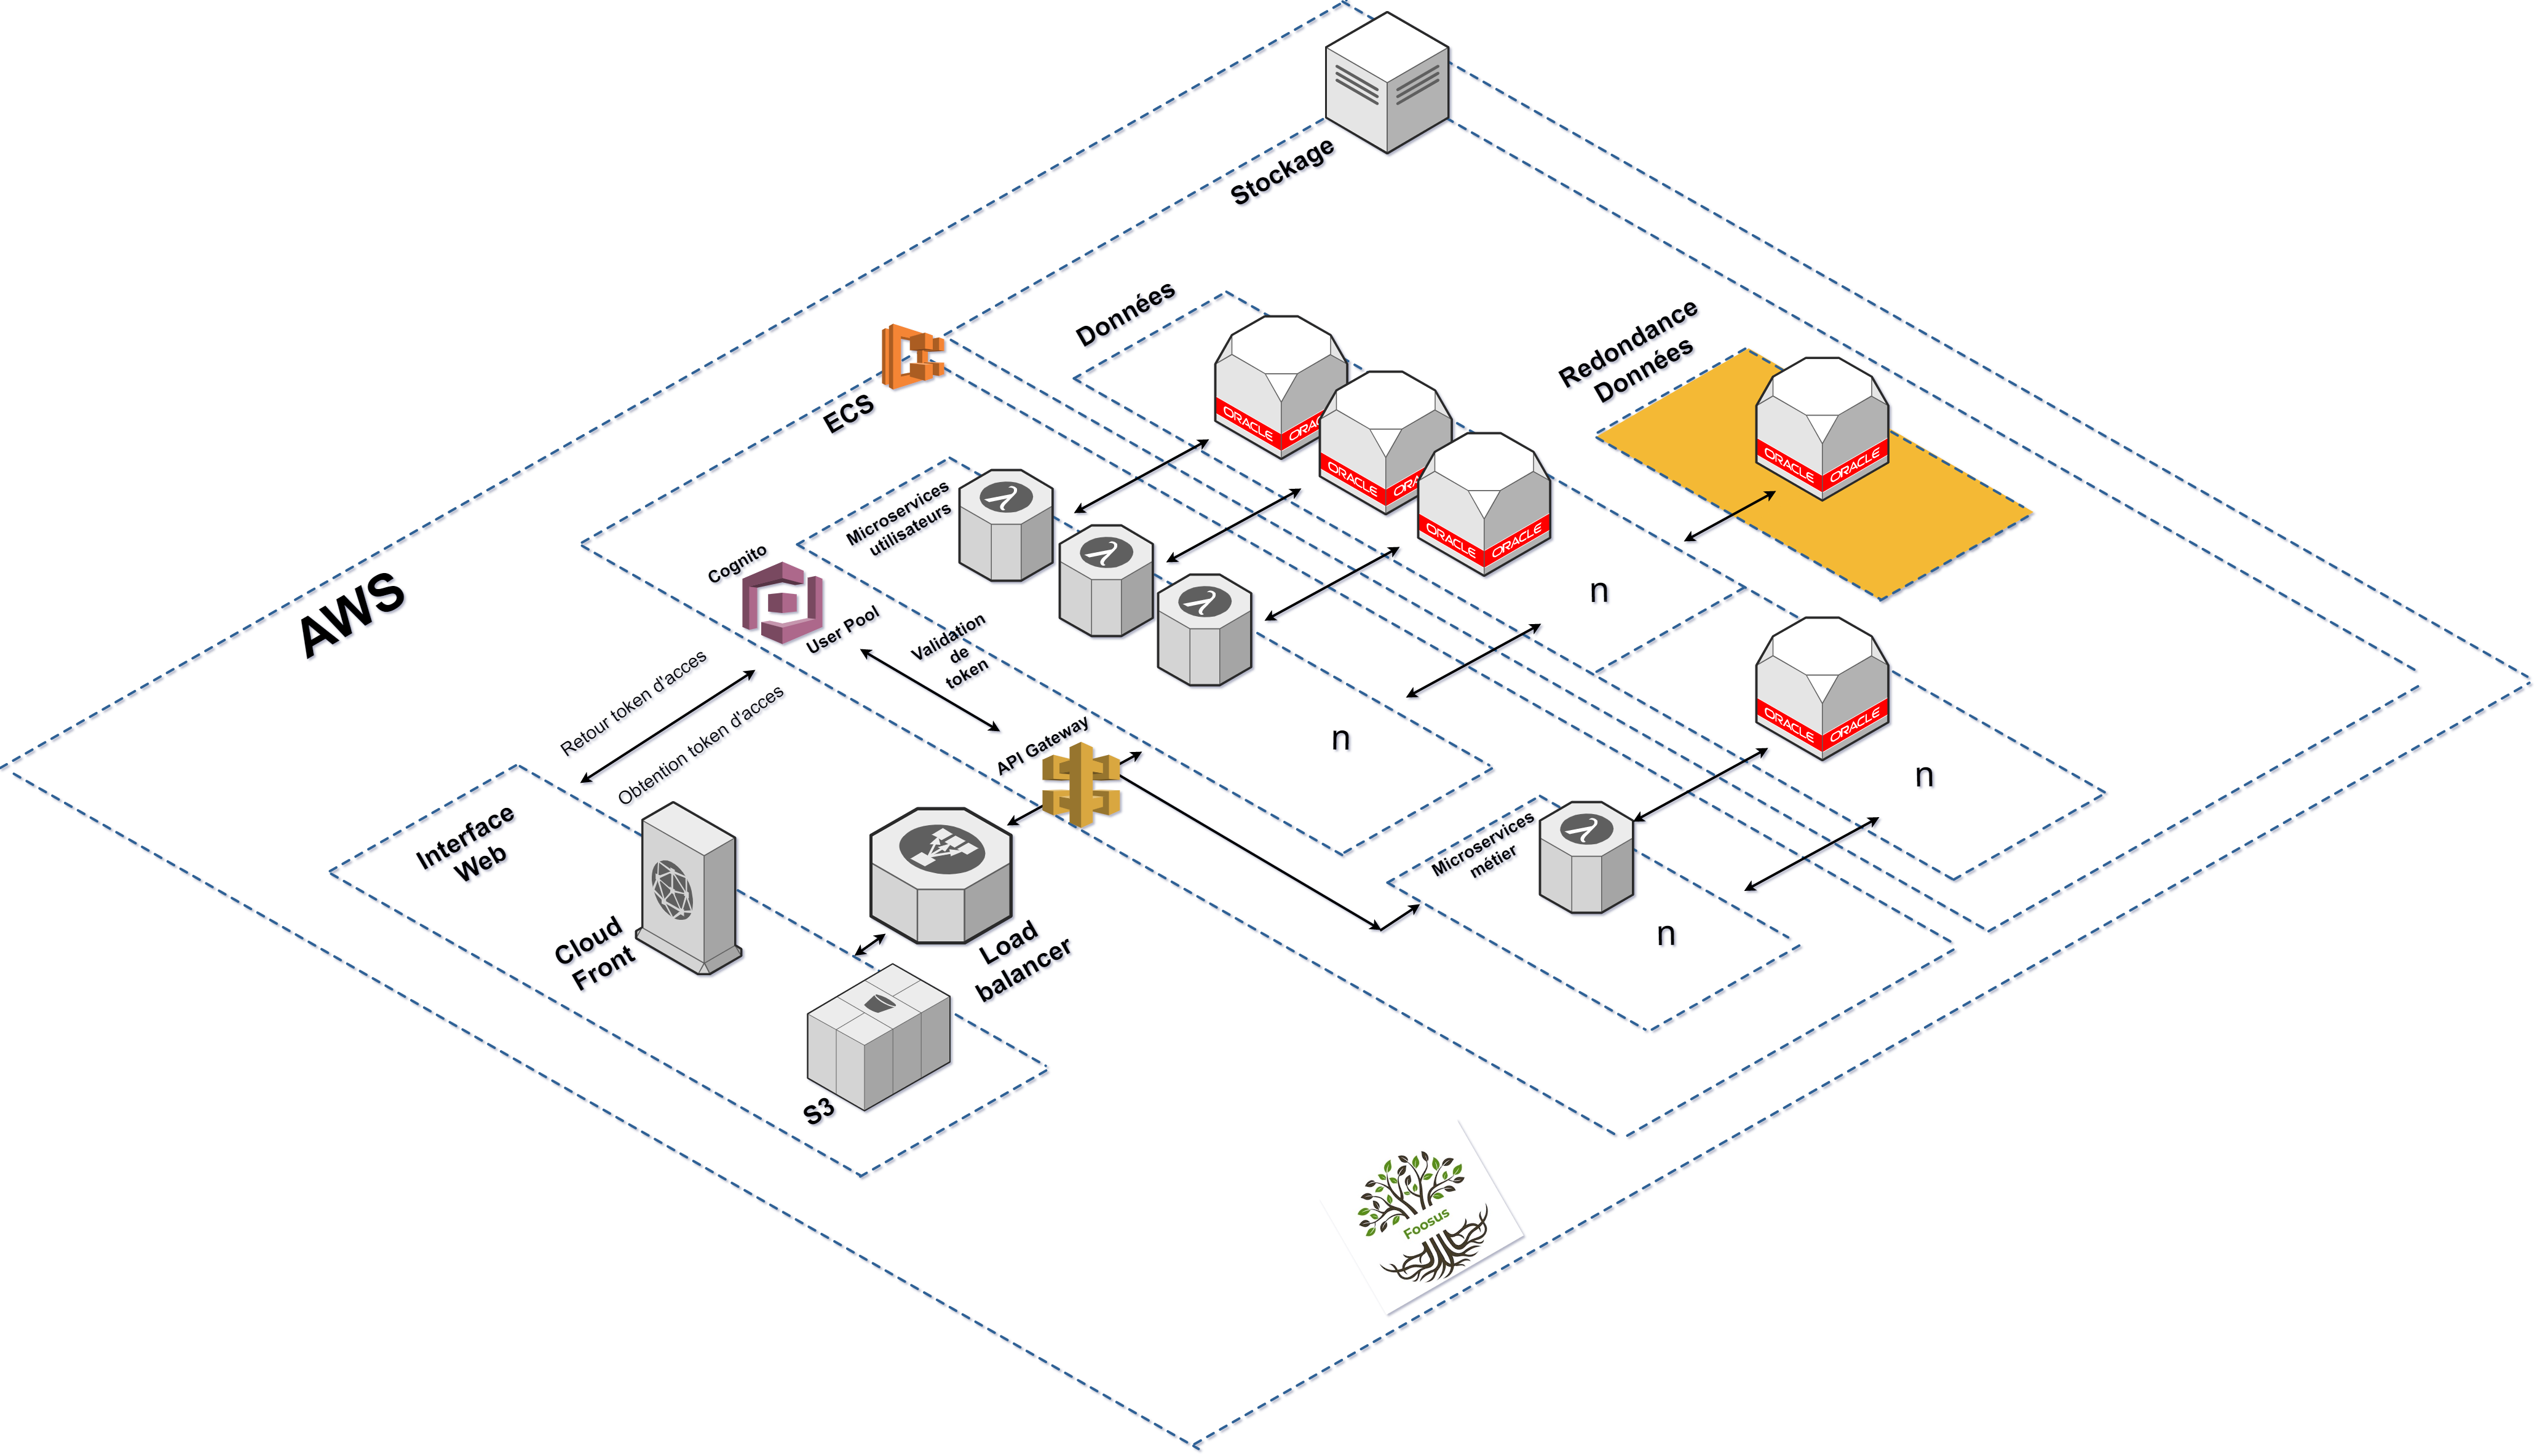 Stockage
Données
Redondance
Données
ECS
ORACLE
ORACLE
ORACLE
ORACLE
ORACLE
ORACLE
ORACLE
ORACLE
Microservices
utilisateurs
n
Cognito
User Pool
AWS
Validation
de
token
Retour token d'acces
Obtention token d'acces
API Gateway
n
ORACLE
ORACLE
n
Interface
Web
Microservices
métier
n
Cloud
Front
Load
balancer
S3
Foosus